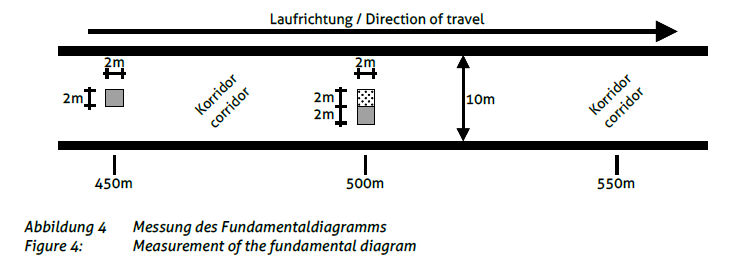 Laufrichtung / Direction of travel
2m
2m
2m
2m
2m
Korridor
corridor
10m
Korridor
corridor
450m
500m
550m
Abbildung 4 Messung des Fundamentaldiagramms
Figure 4: Measurement of the fundamental diagram